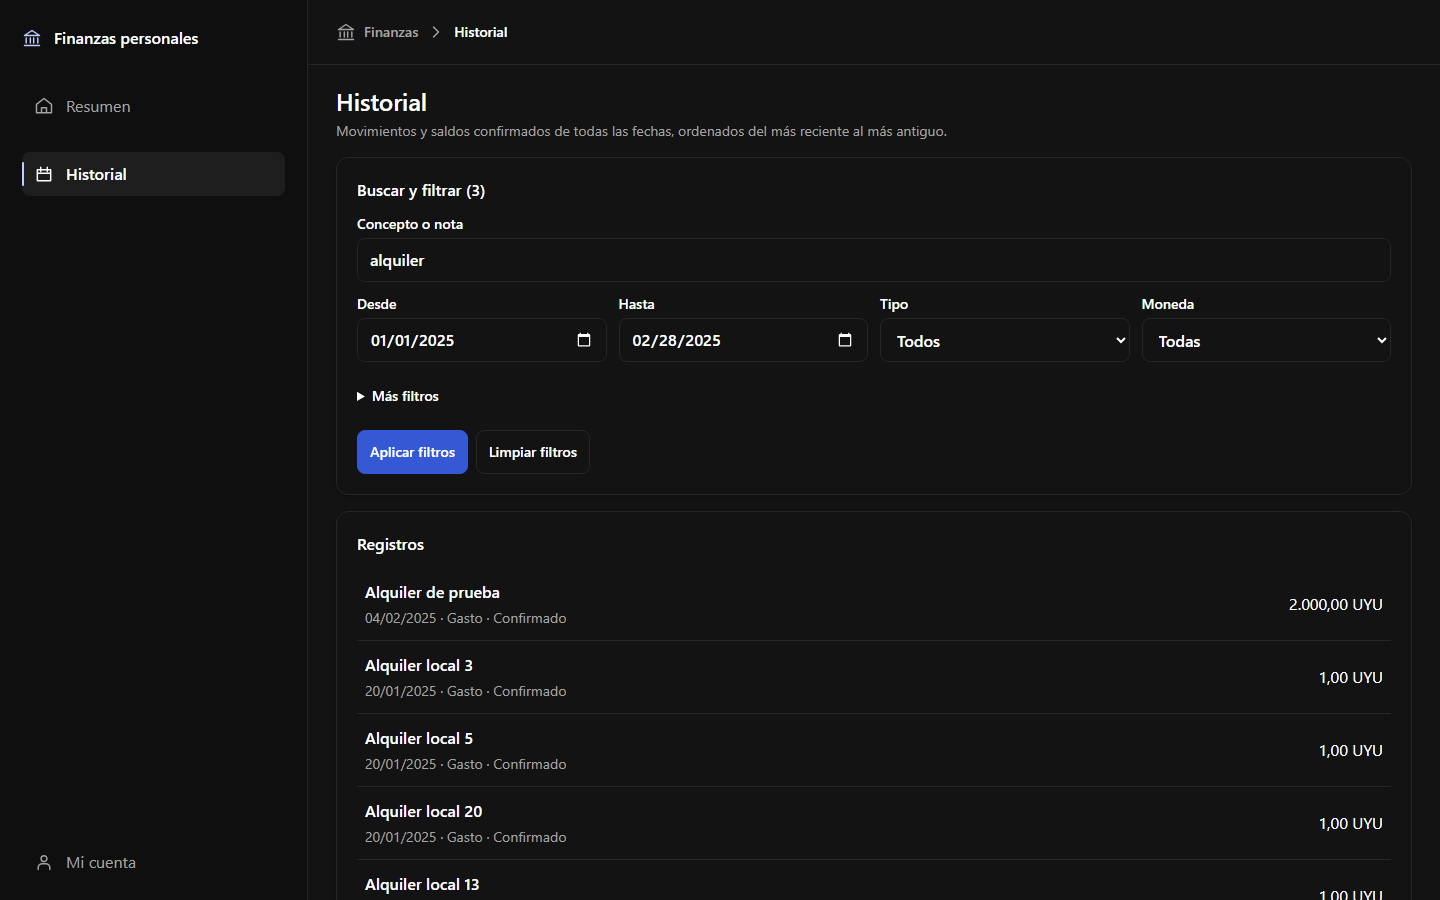 Finanzas personales
Resumen
Historial
Mi cuenta
Finanzas > Historial
Historial
Movimientos y saldos confirmados de todas las fechas, ordenados del más reciente al más antiguo.
Buscar y filtrar (3)
Concepto o nota
alquiler
Desde Hasta Tipo Moneda
01/01/2025 02/28/2025 Todos Todas
Más filtros
Aplicar filtros Limpiar filtros
Registros
Alquiler de prueba
04/02/2025 · Gasto · Confirmado
2.000,00 UYU
Alquiler local 3
20/01/2025 · Gasto · Confirmado
1,00 UYU
Alquiler local 5
20/01/2025 · Gasto · Confirmado
1,00 UYU
Alquiler local 20
20/01/2025 · Gasto · Confirmado
1,00 UYU
Alquiler local 13
1,00 UYU